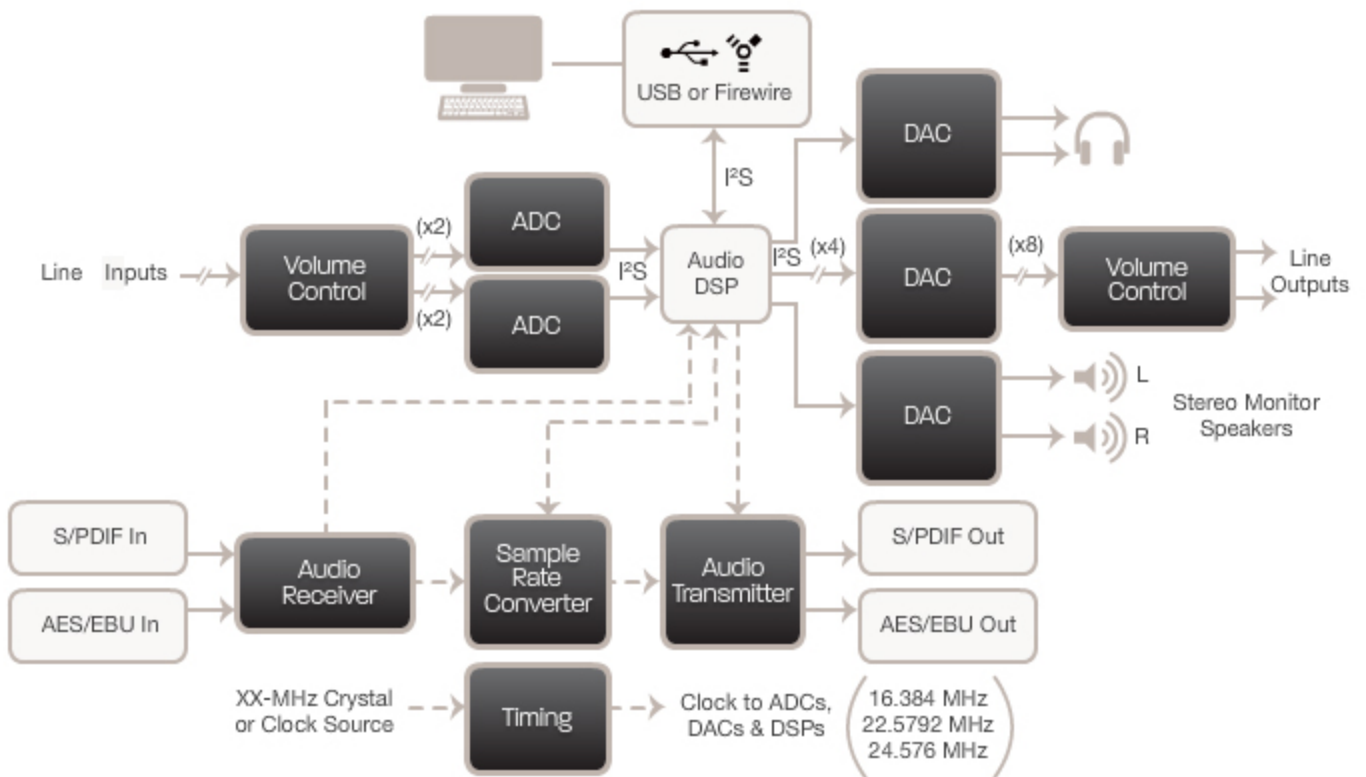 USB or Firewire
I²S
DAC
ADC
(x2)
Volume
Control
Line Inputs
(x2)
ADC
I²S
Audio
DSP
I²S (x4)
DAC
(x8)
Volume
Control
Line
Outputs
DAC
L
R
Stereo Monitor
Speakers
S/PDIF In
AES/EBU In
Audio
Receiver
Sample
Rate
Converter
Audio
Transmitter
S/PDIF Out
AES/EBU Out
XX-MHz Crystal
or Clock Source
Timing
Clock to ADCs,
DACs & DSPs
16.384 MHz
22.5792 MHz
24.576 MHz